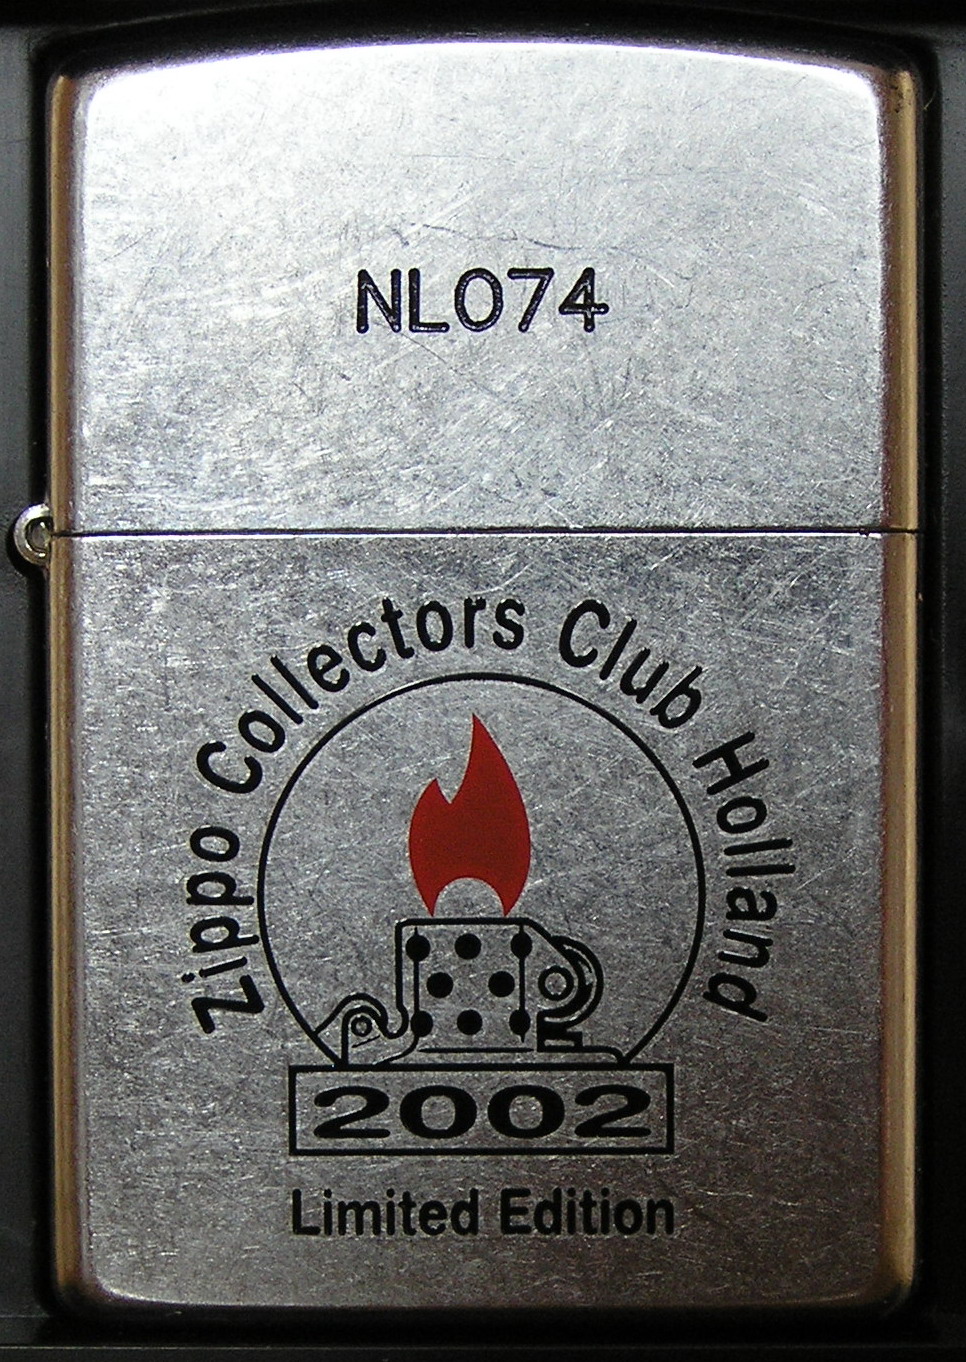 NL074
Zippo Collectors Club Holland
2002
Limited Edition